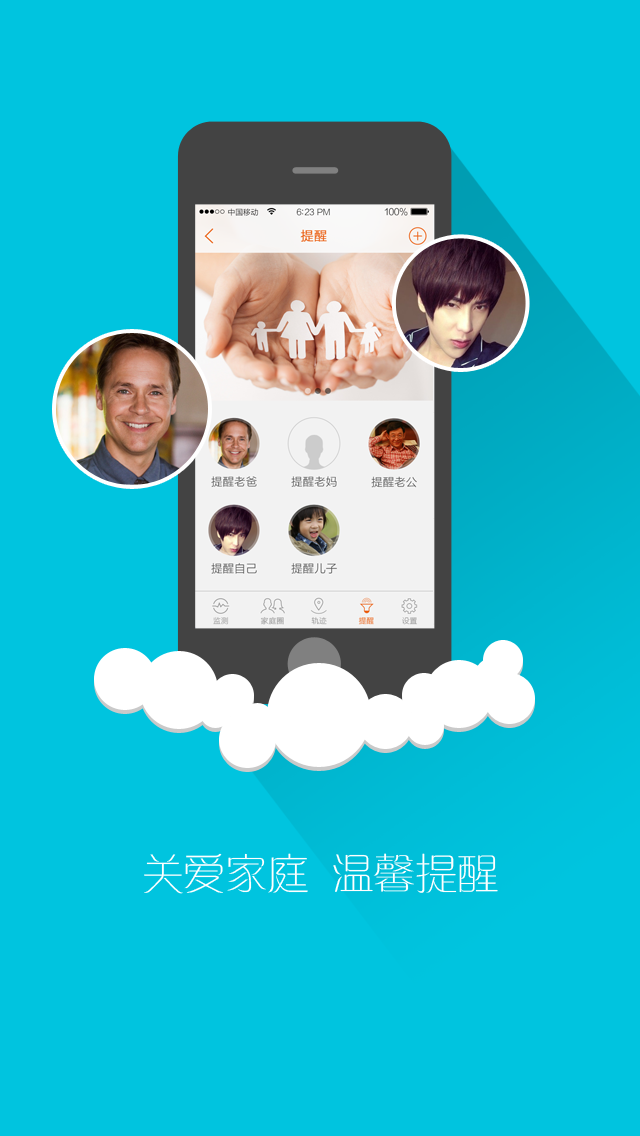 中国移动 6:23 PM 100%
提醒
提醒老爸 提醒老妈 提醒老公
提醒自己 提醒儿子
监测 家庭圈 轨迹 提醒 设置
关爱家庭 温馨提醒